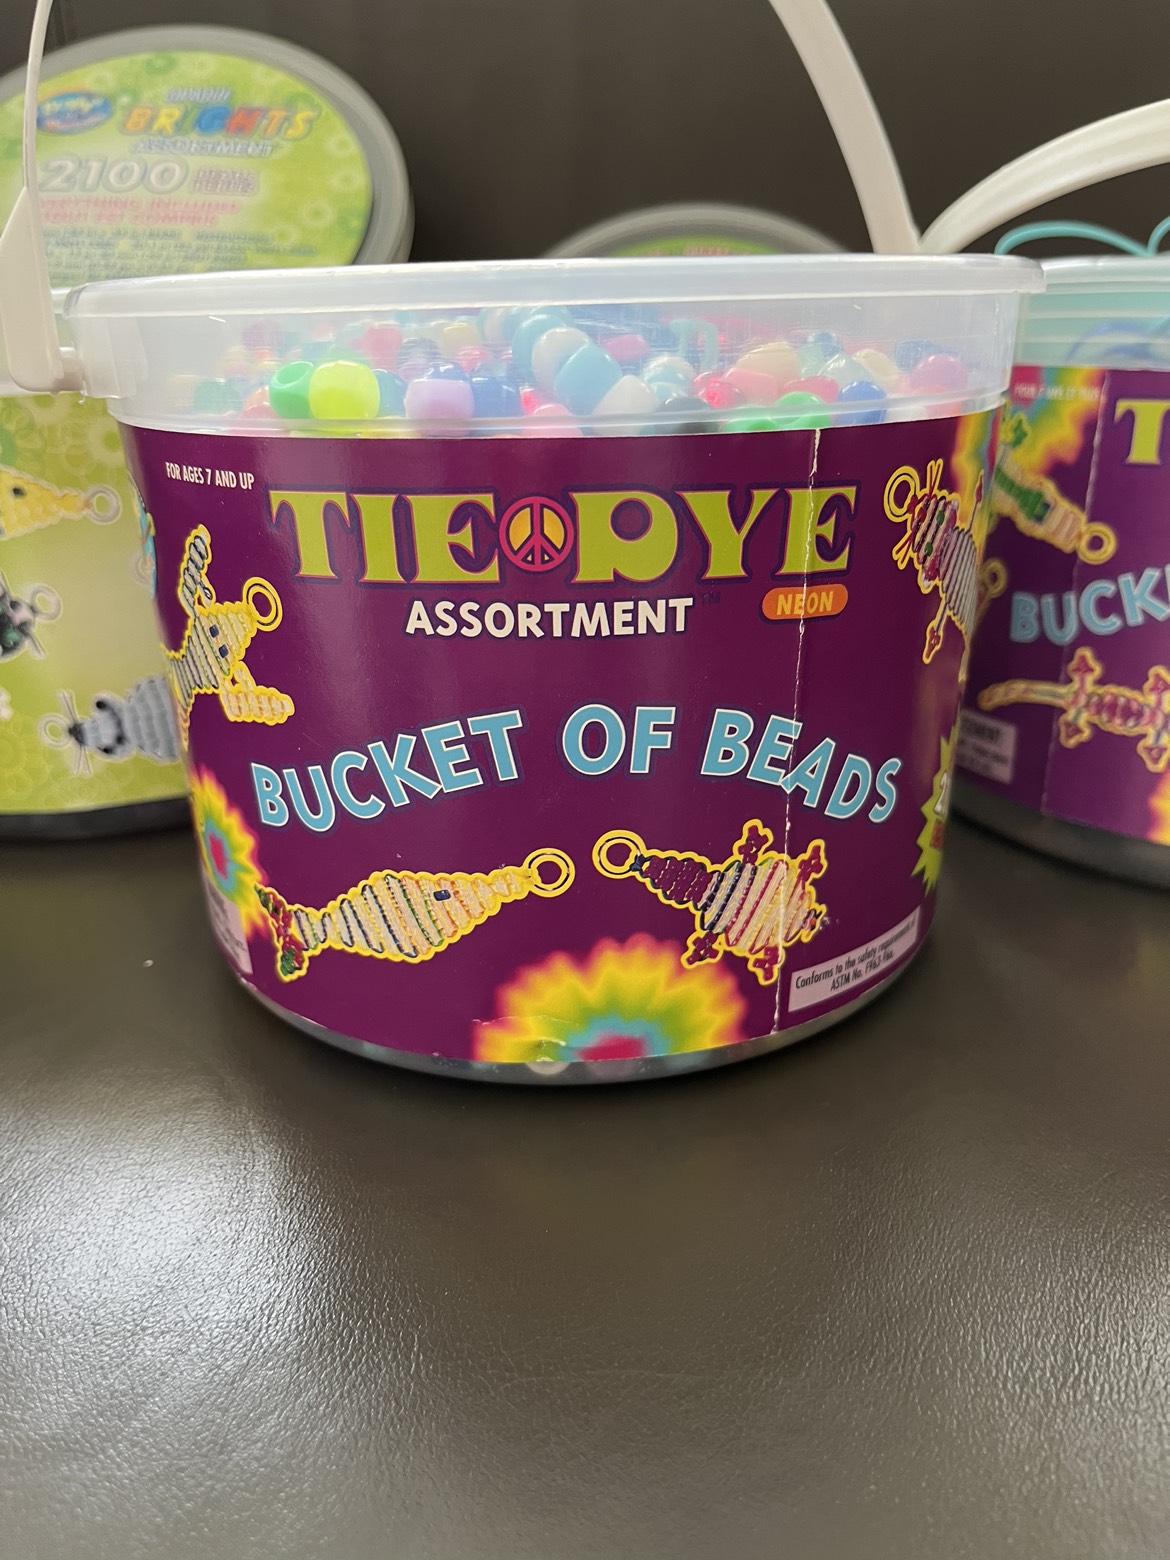 BRIGHTS
ASSORTMENT
2100
FOR AGES 7 AND UP
TIE DYE
ASSORTMENT™
NEON
BUCKET OF BEADS
Conforms to the safety requirements of
ASTM No. F963
T
BUCK